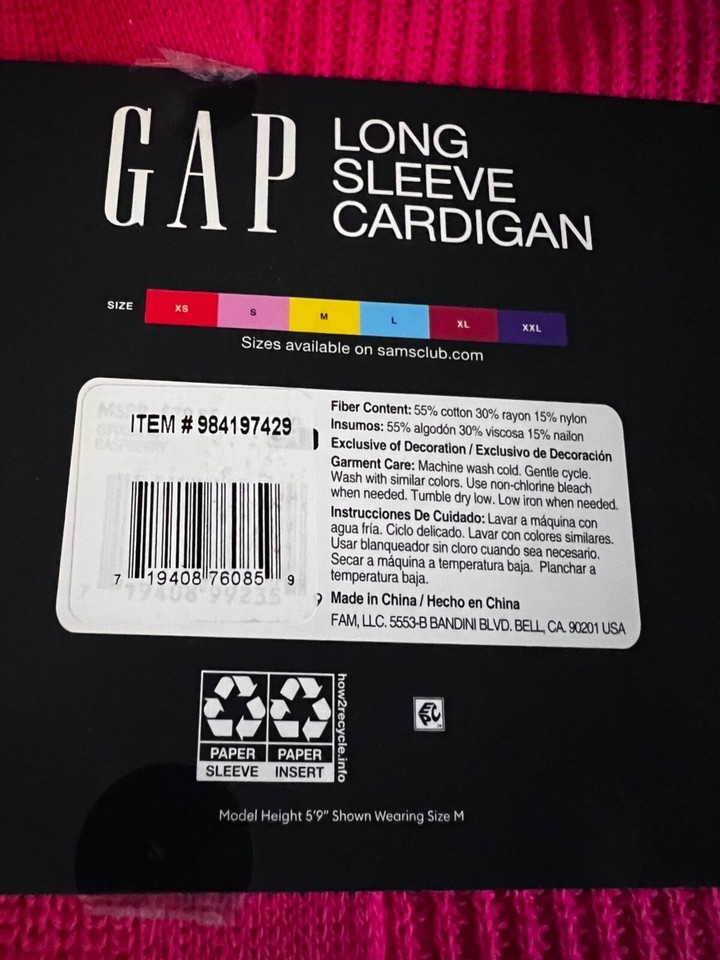 GAP
LONG
SLEEVE
CARDIGAN
SIZE XS S M L XL XXL
Sizes available on samsclub.com
ITEM # 984197429
RASPBERRY
7 19408 76085 9
7 19408 99235
Fiber Content: 55% cotton 30% rayon 15% nylon
Insumos: 55% algodón 30% viscosa 15% nailon
Exclusive of Decoration / Exclusivo de Decoración
Garment Care: Machine wash cold. Gentle cycle.
Wash with similar colors. Use non-chlorine bleach
when needed. Tumble dry low. Low iron when needed.
Instrucciones De Cuidado: Lavar a máquina con
agua fría. Ciclo delicado. Lavar con colores similares.
Usar blanqueador sin cloro cuando sea necesario.
Secar a máquina a temperatura baja. Planchar a
temperatura baja.
Made in China / Hecho en China
FAM, LLC. 5553-B BANDINI BLVD. BELL, CA. 90201 USA
PAPER PAPER
SLEEVE INSERT
how2recycle.info
EPC
Model Height 5'9" Shown Wearing Size M